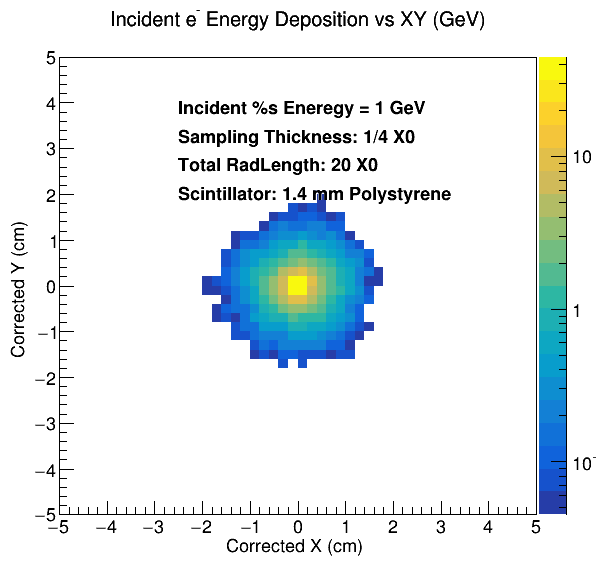 Incident e- Energy Deposition vs XY (GeV)
Incident %s Eneregy = 1 GeV
Sampling Thickness: 1/4 X0
Total RadLength: 20 X0
Scintillator: 1.4 mm Polystyrene
5
4
3
2
1
0
−1
−2
−3
−4
−5
Corrected Y (cm)
−5 −4 −3 −2 −1 0 1 2 3 4 5
Corrected X (cm)
10
1
10-